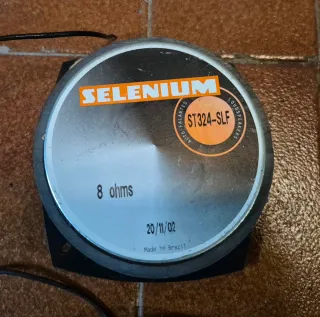 SELENIUM
ST324-SLF
8 ohms
20/11/02
Made in Brazil